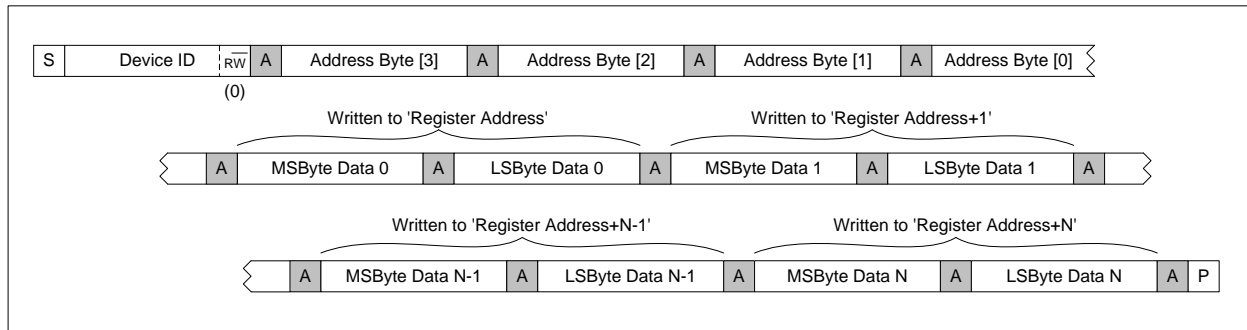 S Device ID RW A Address Byte [3] A Address Byte [2] A Address Byte [1] A Address Byte [0]
(0)
Written to 'Register Address' Written to 'Register Address+1'
A MSByte Data 0 A LSByte Data 0 A MSByte Data 1 A LSByte Data 1 A
Written to 'Register Address+N-1' Written to 'Register Address+N'
A MSByte Data N-1 A LSByte Data N-1 A MSByte Data N A LSByte Data N A P